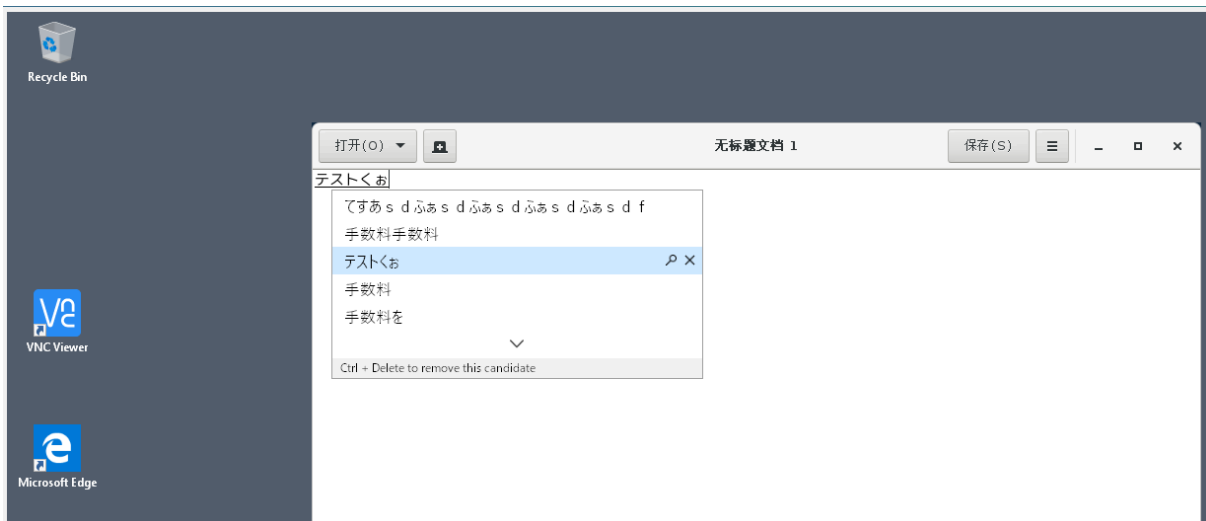 Recycle Bin
打开(O)
无标题文档 1
保存(S)
テストくぉ
てすあｓｄふぁｓｄふぁｓｄふぁｓｄふぁｓｄｆ
手数料手数料
テストくぉ
手数料
手数料を
Ctrl + Delete to remove this candidate
VNC Viewer
Microsoft Edge